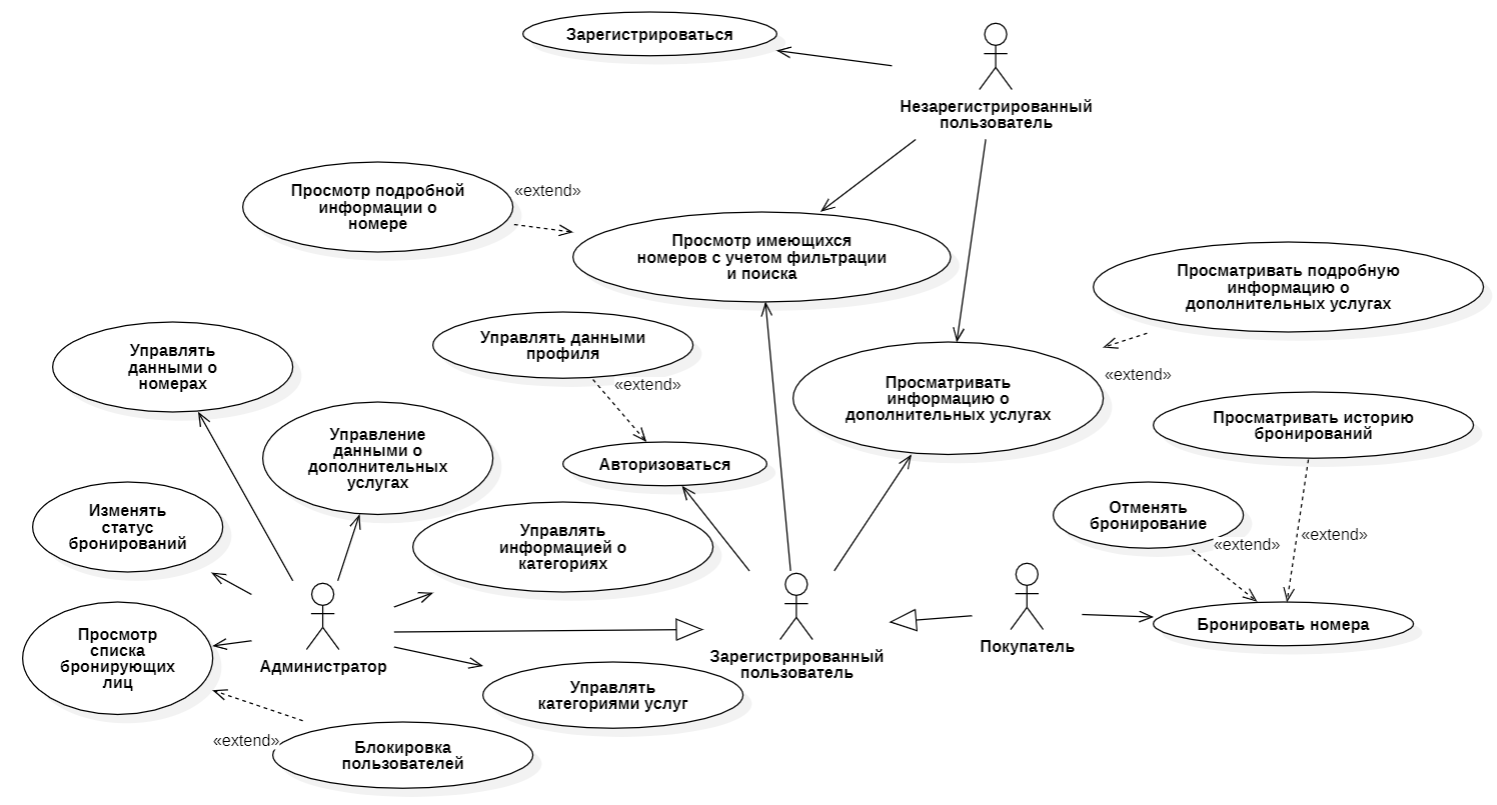 Зарегистрироваться
Незарегистрированный
пользователь
Просмотр подробной
информации о
номере
«extend»
Просмотр имеющихся
номеров с учетом фильтрации
и поиска
Просматривать подробную
информацию о
дополнительных услугах
«extend»
Управлять
данными о
номерах
Управлять данными
профиля
«extend»
Просматривать
информацию о
дополнительных услугах
Просматривать историю
бронирований
Управление
данными о
дополнительных
услугах
Авторизоваться
Изменять
статус
бронирований
Управлять
информацией о
категориях
Отменять
бронирование
«extend»
«extend»
Просмотр
списка
бронирующих
лиц
Администратор
Зарегистрированный
пользователь
Покупатель
Бронировать номера
Управлять
категориями услуг
«extend»
Блокировка
пользователей